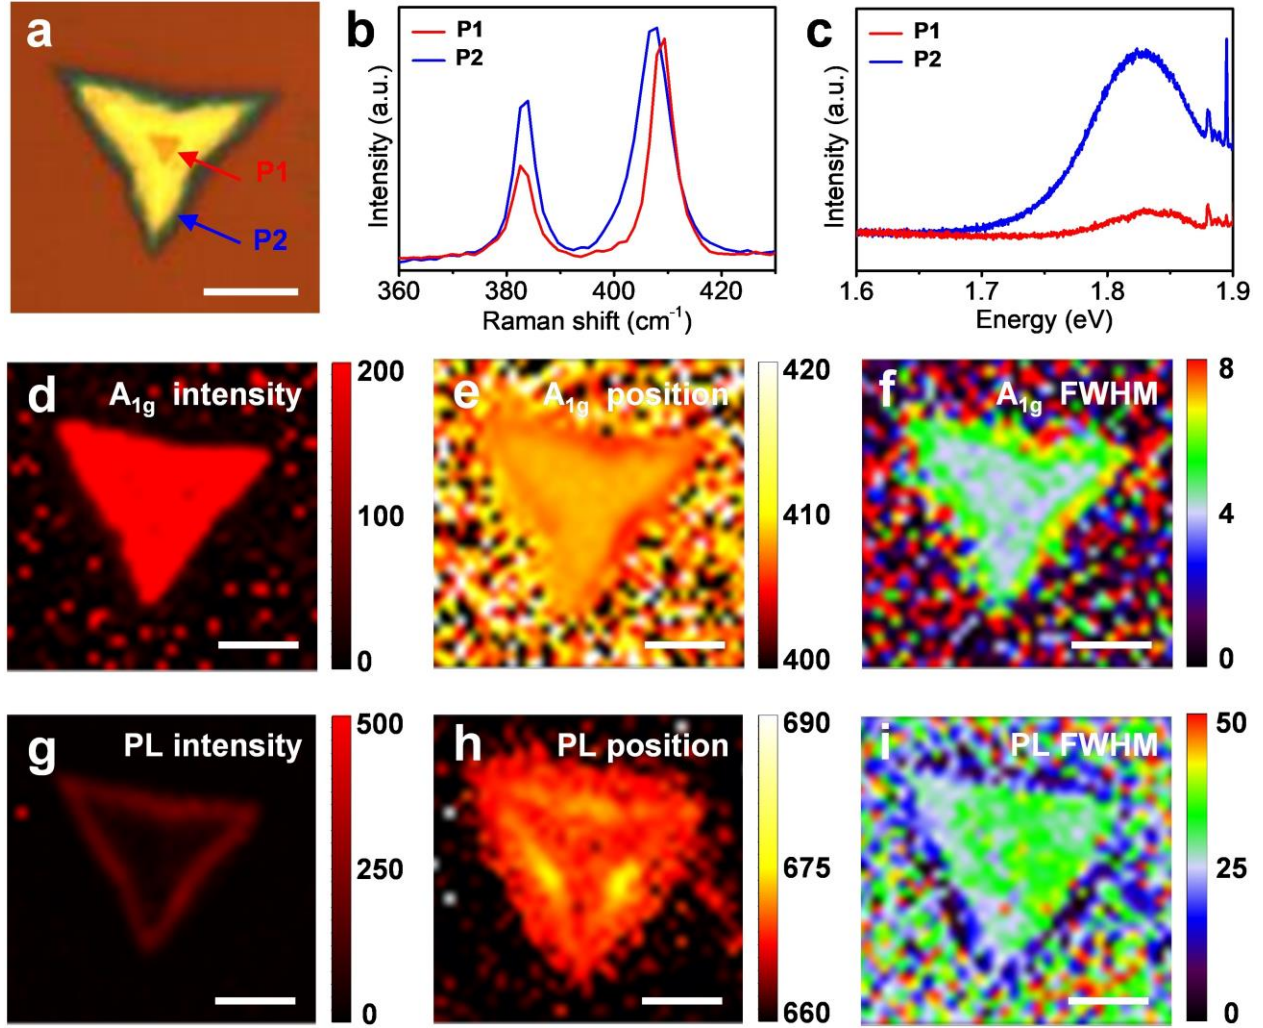 a
P1
P2
b
P1
P2
Intensity (a.u.)
360
380
400
420
Raman shift (cm⁻¹)
c
P1
P2
Intensity (a.u.)
1.6
1.7
1.8
1.9
Energy (eV)
d
A₁g intensity
200
100
0
e
A₁g position
420
410
400
f
A₁g FWHM
8
4
0
g
PL intensity
500
250
0
h
PL position
690
675
660
i
PL FWHM
50
25
0